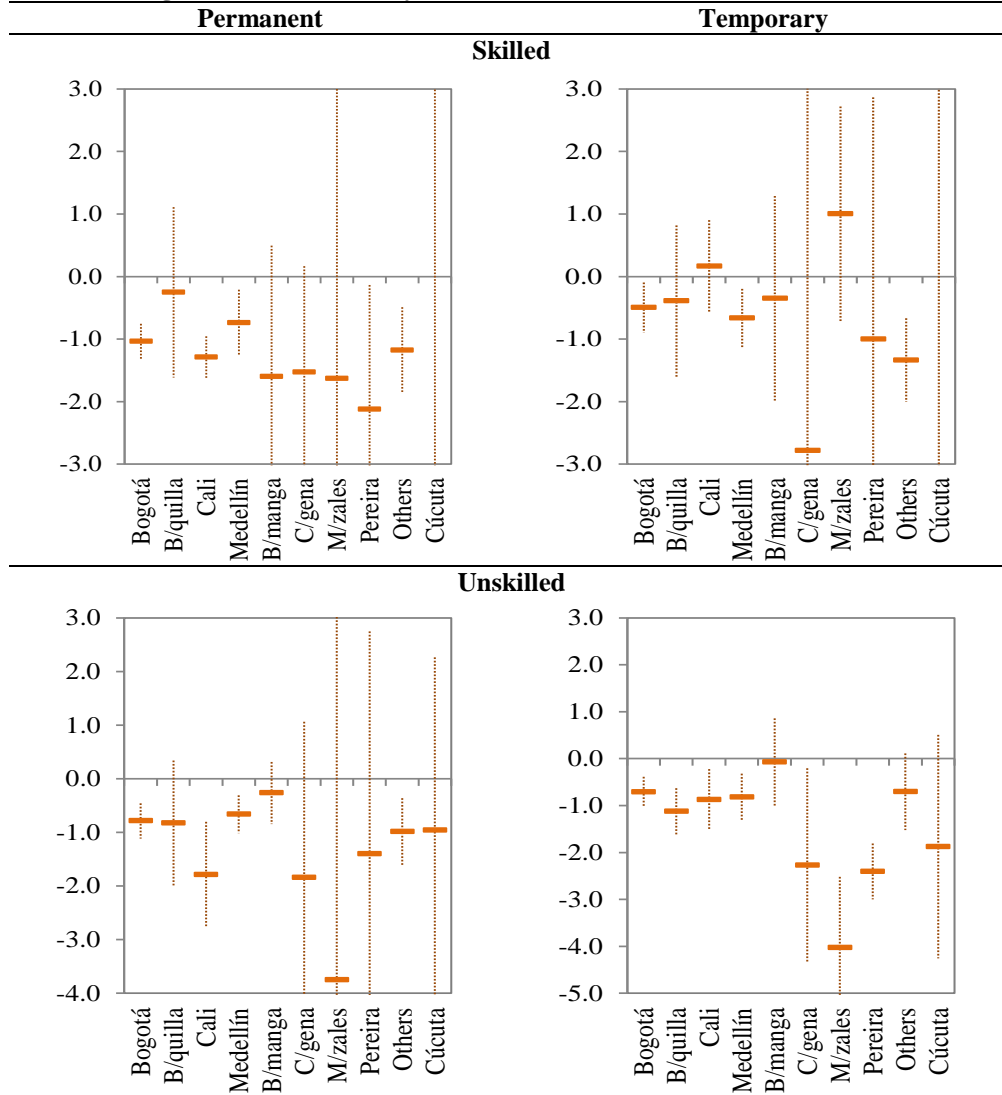 Permanent Temporary
Skilled
3.0
2.0
1.0
0.0
-1.0
-2.0
-3.0
Bogotá
B/quilla
Cali
Medellín
B/manga
C/gena
M/zales
Pereira
Others
Cúcuta
3.0
2.0
1.0
0.0
-1.0
-2.0
-3.0
Bogotá
B/quilla
Cali
Medellín
B/manga
C/gena
M/zales
Pereira
Others
Cúcuta
Unskilled
3.0
2.0
1.0
0.0
-1.0
-2.0
-3.0
-4.0
Bogotá
B/quilla
Cali
Medellín
B/manga
C/gena
M/zales
Pereira
Others
Cúcuta
3.0
2.0
1.0
0.0
-1.0
-2.0
-3.0
-4.0
-5.0
Bogotá
B/quilla
Cali
Medellín
B/manga
C/gena
M/zales
Pereira
Others
Cúcuta